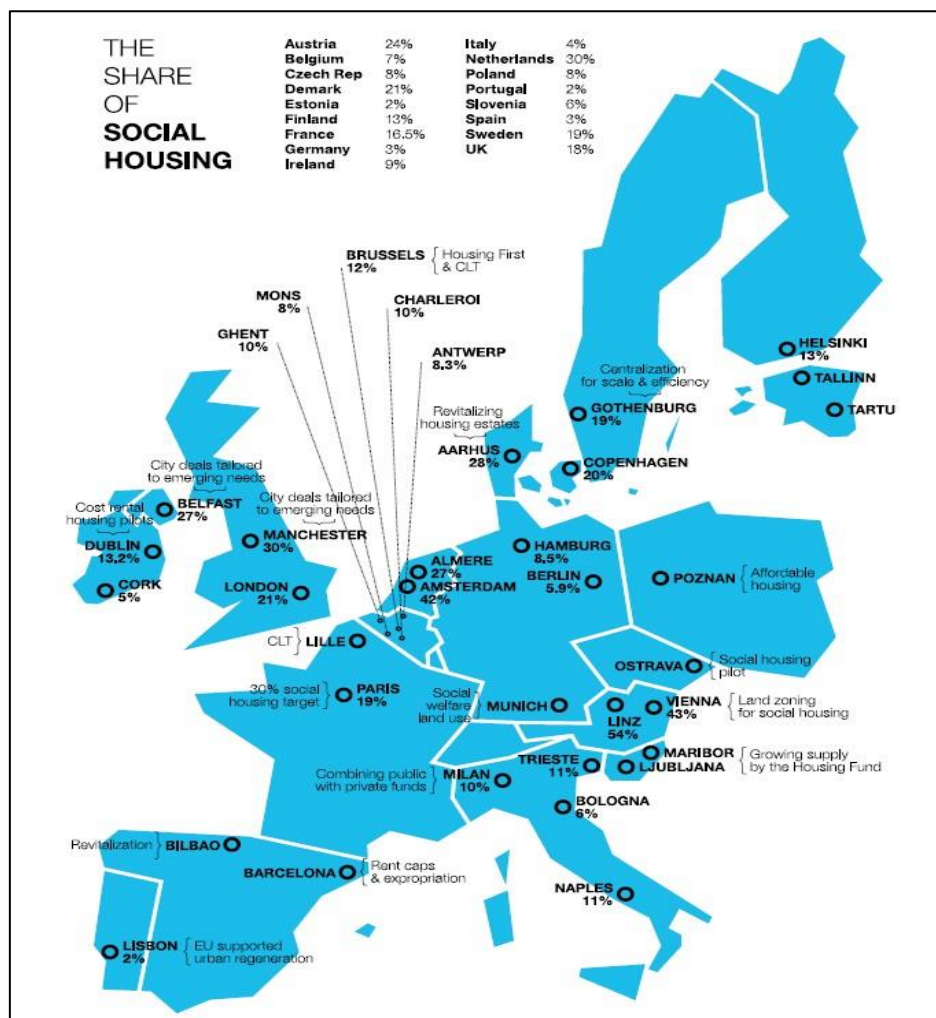 THE
SHARE
OF
SOCIAL
HOUSING
Austria 24%
Belgium 7%
Czech Rep 8%
Demark 21%
Estonia 2%
Finland 13%
France 16.5%
Germany 3%
Ireland 9%
Italy 4%
Netherlands 30%
Poland 8%
Portugal 2%
Slovenia 6%
Spain 3%
Sweden 19%
UK 18%
BRUSSELS
12%
Housing First
& CLT
MONS
8%
CHARLEROI
10%
GHENT
10%
ANTWERP
8.3%
HELSINKI
13%
TALLINN
TARTU
Centralization
for scale & efficiency
GOTHENBURG
19%
Revitalizing
housing estates
AARHUS
28%
COPENHAGEN
20%
City deals tailored
to emerging needs
BELFAST
27%
City deals tailored
to emerging needs
MANCHESTER
30%
Cost rental
housing pilots
DUBLIN
13,2%
CORK
5%
LONDON
21%
ALMERE
27%
AMSTERDAM
42%
HAMBURG
8,5%
BERLIN
5.9%
POZNAN
Affordable
housing
CLT
LILLE
OSTRAVA
Social housing
pilot
30% social
housing target
PARIS
19%
Social
welfare
land use
MUNICH
LINZ
54%
VIENNA
43%
Land zoning
for social housing
MARIBOR
LJUBLJANA
Growing supply
by the Housing Fund
TRIESTE
11%
Combining public
with private funds
MILAN
10%
BOLOGNA
6%
Revitalization
BILBAO
BARCELONA
Rent caps
& expropriation
NAPLES
11%
LISBON
2%
EU supported
urban regeneration